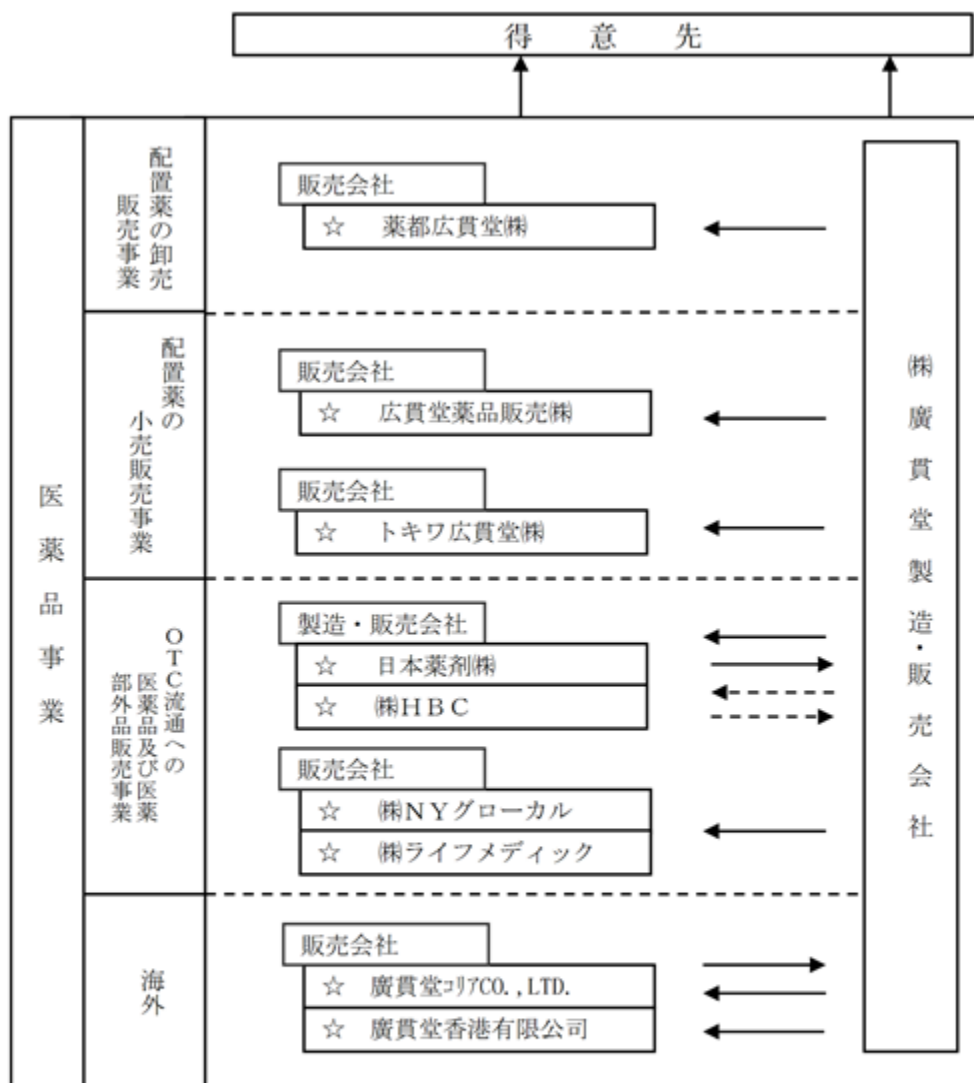 得意先
医薬品事業
配置薬の卸売
販売事業
販売会社
☆ 薬都広貫堂㈱
配置薬の
小売販売事業
販売会社
☆ 広貫堂薬品販売㈱
販売会社
☆ トキワ広貫堂㈱
OTC流通への
医薬品及び医薬
部外品販売事業
製造・販売会社
☆ 日本薬剤㈱
☆ ㈱HBC
販売会社
☆ ㈱NYグローカル
☆ ㈱ライフメディック
海外
販売会社
☆ 廣貫堂コリアCO.,LTD.
☆ 廣貫堂香港有限公司
㈱廣貫堂製造・販売会社